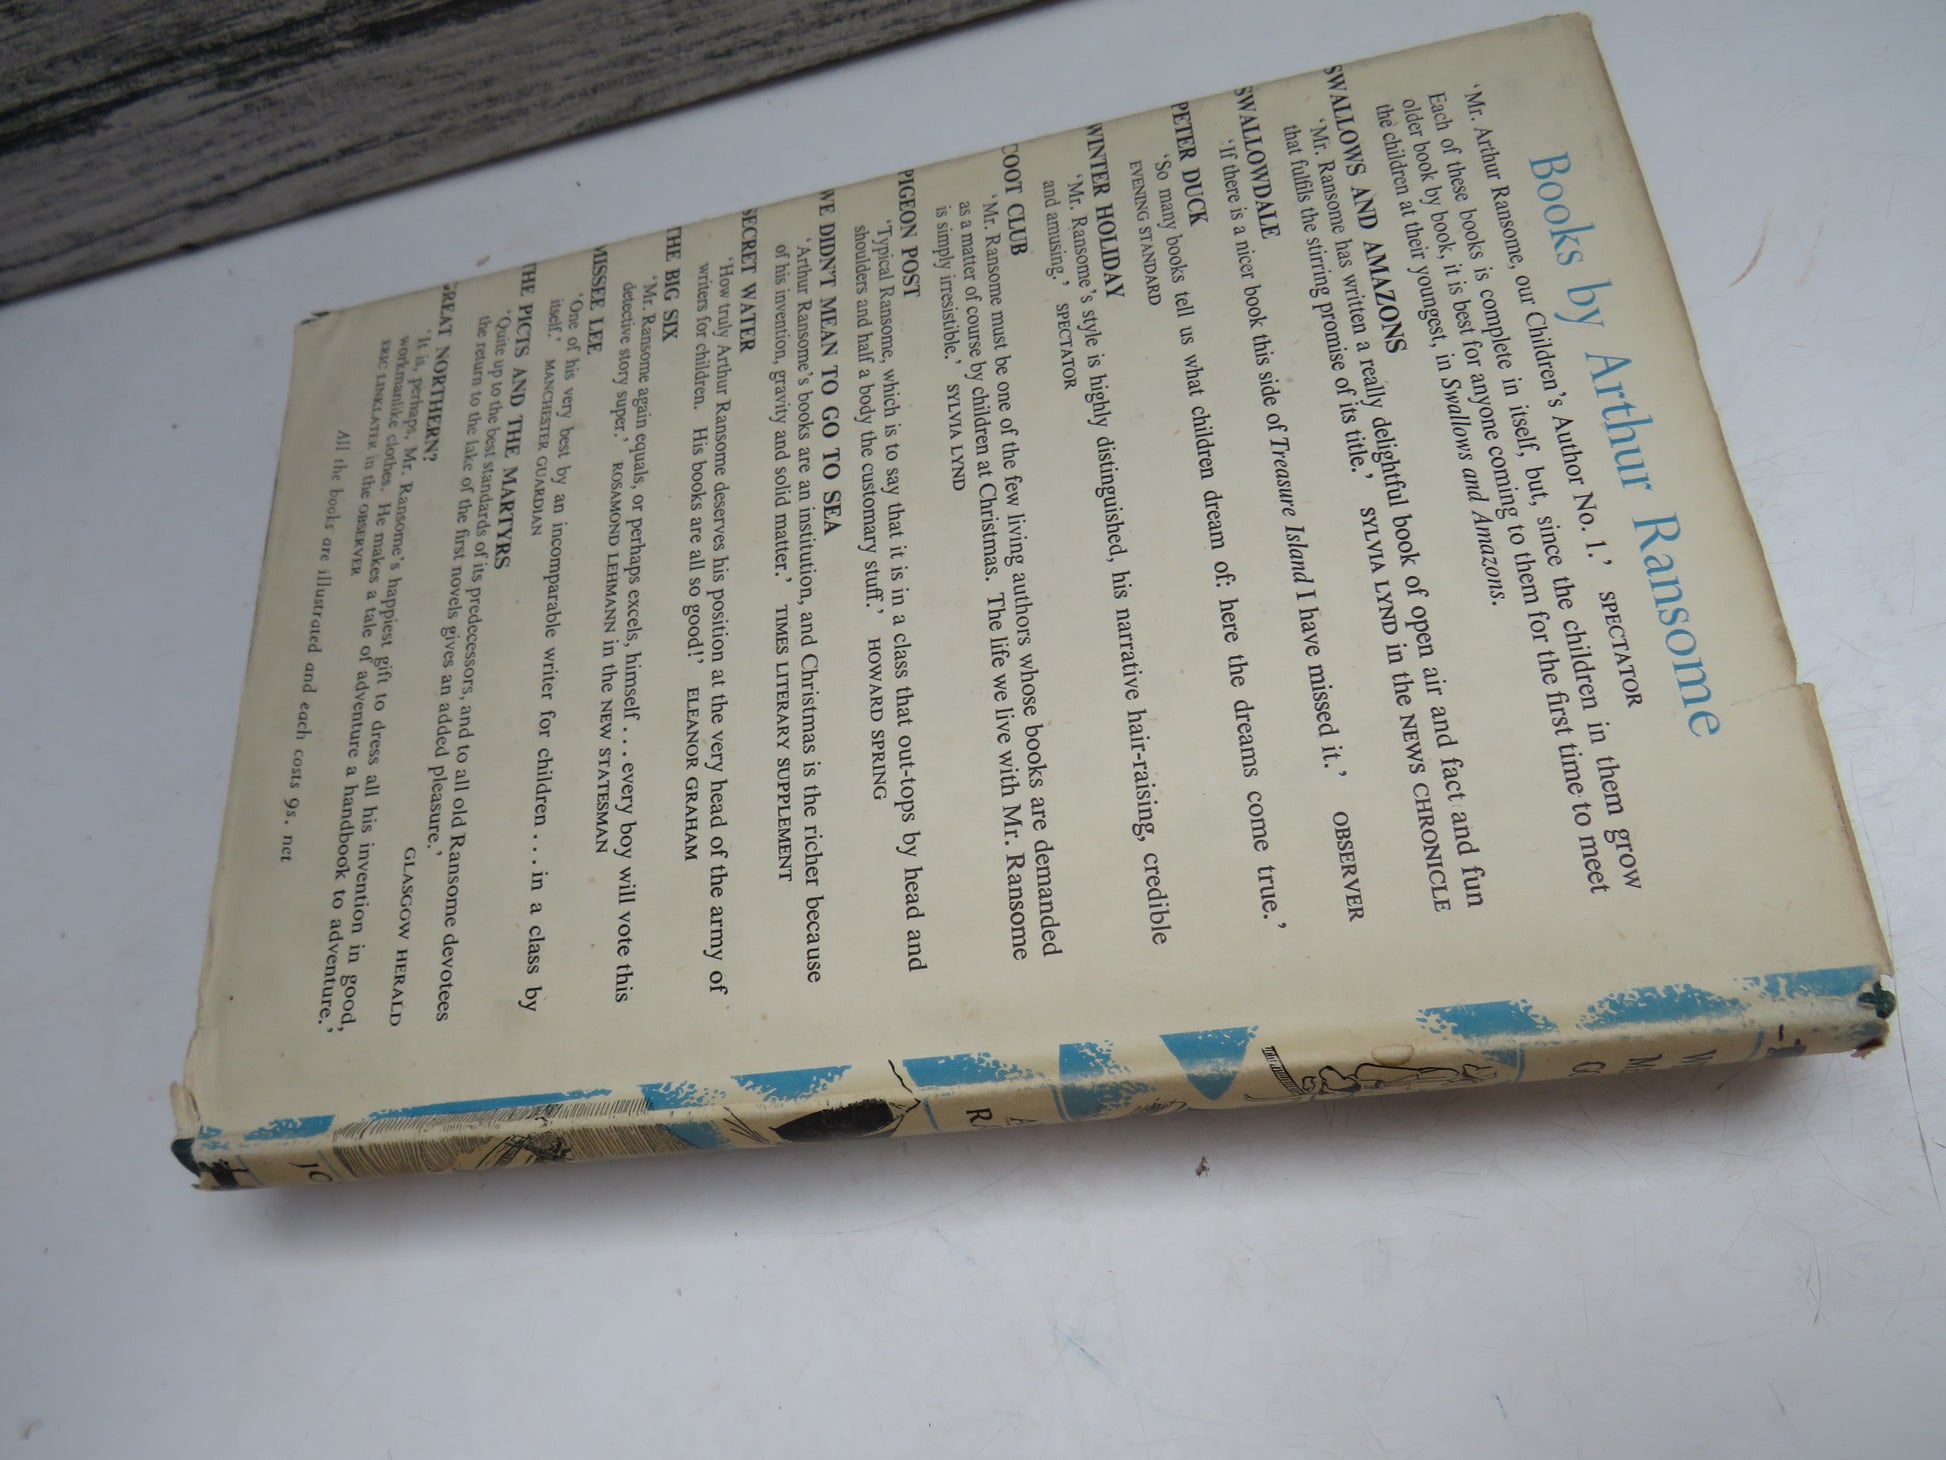 Books by Arthur Ransome
'Mr. Arthur Ransome, our Children's Author No. 1.' SPECTATOR
Each of these books is complete in itself, but, since the children in them grow
older book by book, it is best for anyone coming to them for the first time to meet
the children at their youngest, in Swallows and Amazons.
SWALLOWS AND AMAZONS
'Mr. Ransome has written a really delightful book of open air and fact and fun
that fulfils the stirring promise of its title.' SYLVIA LYND in the NEWS CHRONICLE
SWALLOWDALE
'If there is a nicer book this side of Treasure Island I have missed it.' OBSERVER
PETER DUCK
'So many books tell us what children dream of: here the dreams come true.'
EVENING STANDARD
WINTER HOLIDAY
'Mr. Ransome's style is highly distinguished, his narrative hair-raising, credible
and amusing.' SPECTATOR
COOT CLUB
'Mr. Ransome must be one of the few living authors whose books are demanded
as a matter of course by children at Christmas. The life we live with Mr. Ransome
is simply irresistible.' SYLVIA LYND
PIGEON POST
'Typical Ransome, which is to say that it is in a class that out-tops by head and
shoulders and half a body the customary stuff.' HOWARD SPRING
WE DIDN'T MEAN TO GO TO SEA
'Arthur Ransome's books are an institution, and Christmas is the richer because
of his invention, gravity and solid matter.' TIMES LITERARY SUPPLEMENT
SECRET WATER
'How truly Arthur Ransome deserves his position at the very head of the army of
writers for children. His books are all so good!' ELEANOR GRAHAM
THE BIG SIX
'Mr. Ransome again equals, or perhaps excels, himself ... every boy will vote this
detective story super.' ROSAMOND LEHMANN in the NEW STATESMAN
MISSEE LEE
'One of his very best by an incomparable writer for children ... in a class by
itself.' MANCHESTER GUARDIAN
THE PICTS AND THE MARTYRS
'Quite up to the best standards of its predecessors, and to all old Ransome devotees
the return to the lake of the first novels gives an added pleasure.'
GLASGOW HERALD
GREAT NORTHERN?
'It is, perhaps, Mr. Ransome's happiest gift to dress all his invention in good,
workmanlike clothes. He makes a tale of adventure a handbook to adventure.'
ERIC LINKLATER in the OBSERVER
All the books are illustrated and each costs 9s. net